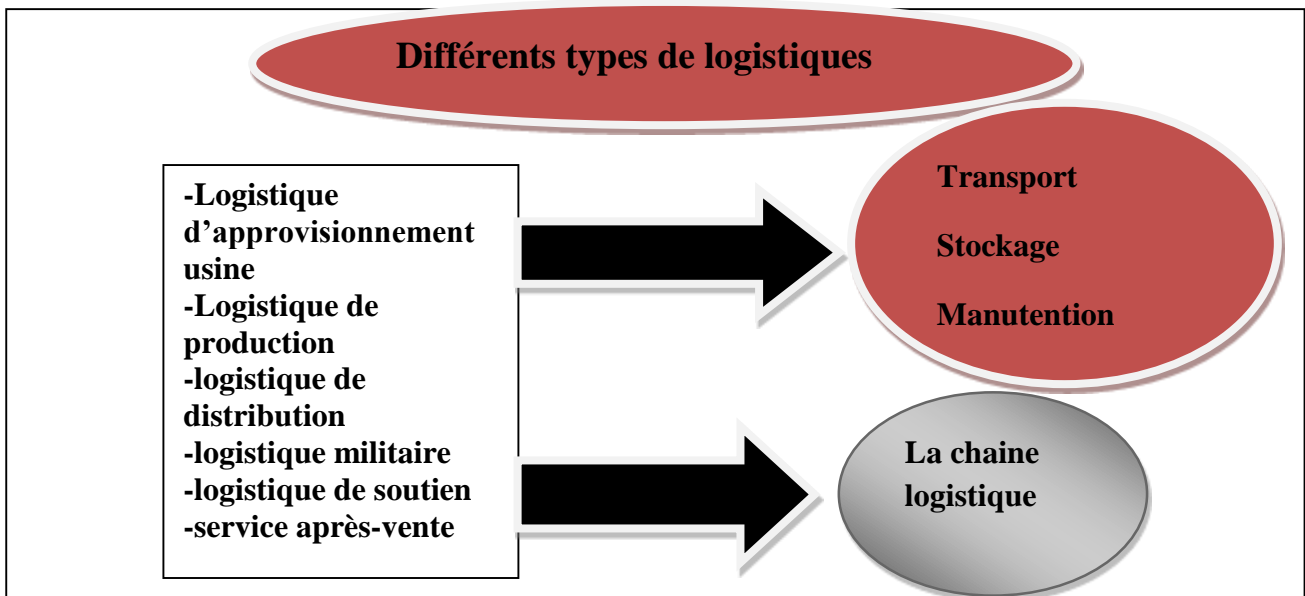 Différents types de logistiques
-Logistique
d’approvisionnement
usine
-Logistique de
production
-logistique de
distribution
-logistique militaire
-logistique de soutien
-service après-vente
Transport
Stockage
Manutention
La chaine
logistique